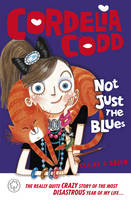 CORDELIA
CODD
Not
Just
THE BLUes
THE REALLY QUITE CRAZY STORY OF THE MOST
DISASTROUS YEAR OF MY LIFE....